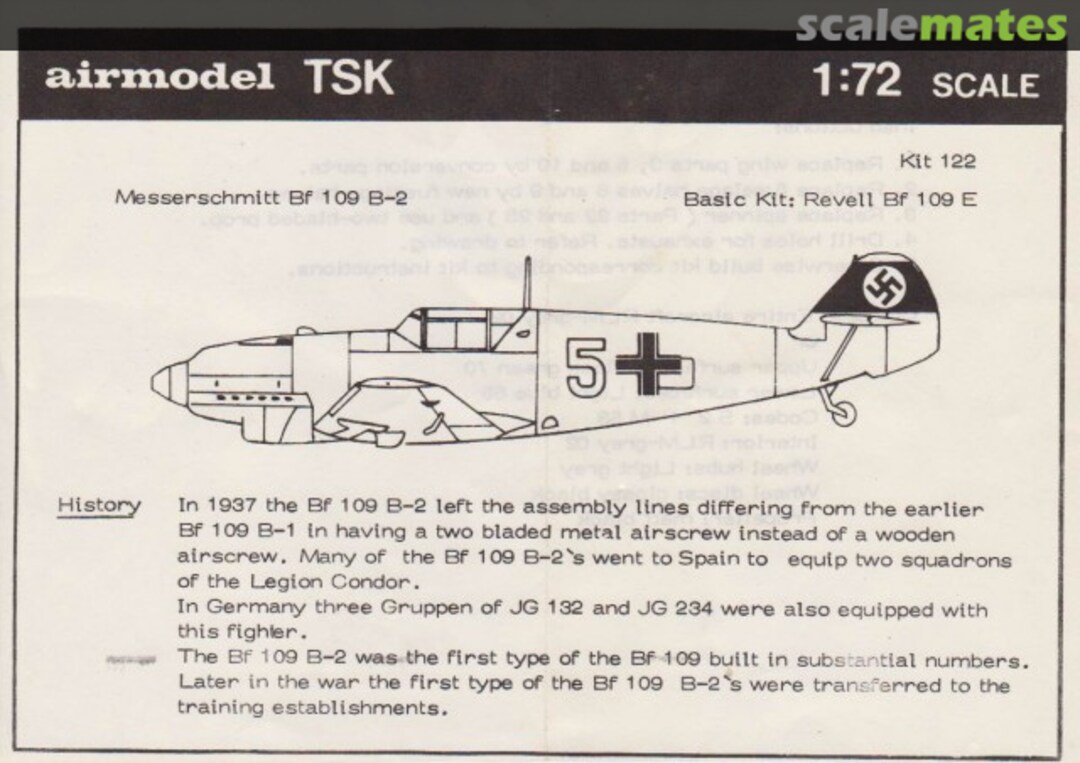 scalemates
airmodel TSK 1:72 SCALE
Kit 122
Messerschmitt Bf 109 B-2 Basic Kit: Revell Bf 109 E
5
History In 1937 the Bf 109 B-2 left the assembly lines differing from the earlier
Bf 109 B-1 in having a two bladed metal airscrew instead of a wooden
airscrew. Many of the Bf 109 B-2`s went to Spain to equip two squadrons
of the Legion Condor.
In Germany three Gruppen of JG 132 and JG 234 were also equipped with
this fighter.
The Bf 109 B-2 was the first type of the Bf 109 built in substantial numbers.
Later in the war the first type of the Bf 109 B-2`s were transferred to the
training establishments.